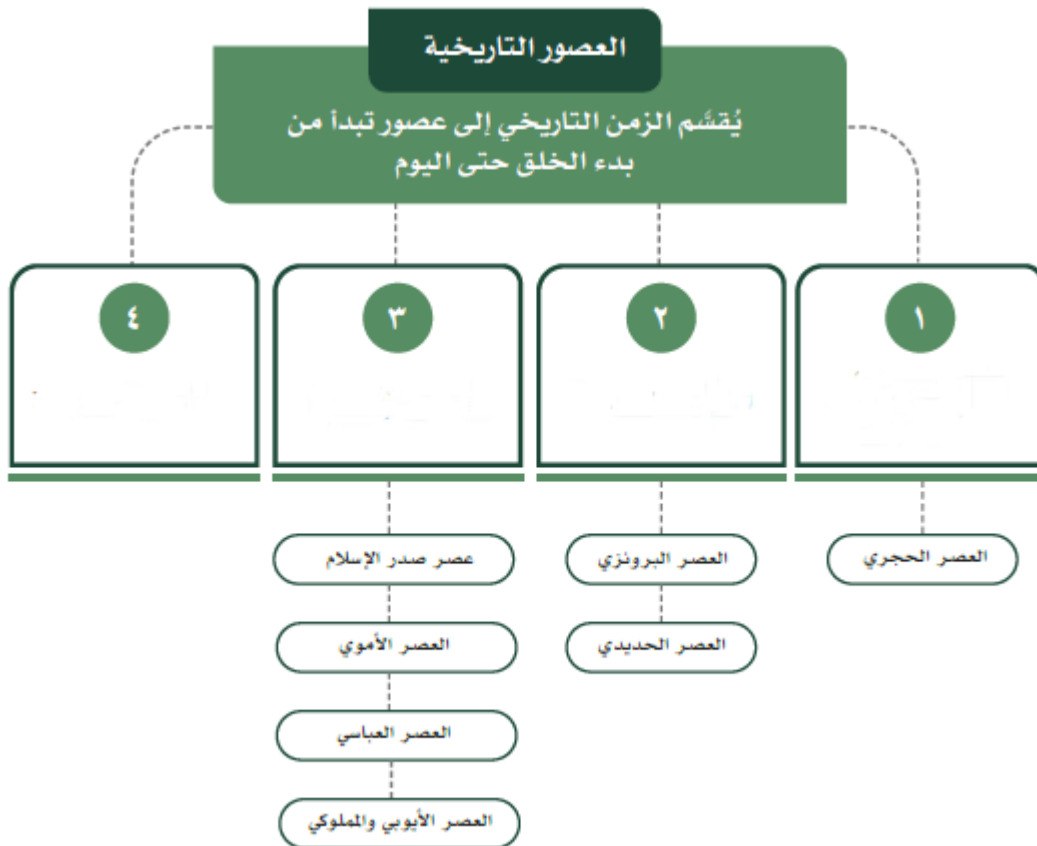 العصور التاريخية
يُقسَّم الزمن التاريخي إلى عصور تبدأ من
بدء الخلق حتى اليوم
١
٢
٣
٤
العصر الحجري
العصر البرونزي
العصر الحديدي
عصر صدر الإسلام
العصر الأموي
العصر العباسي
العصر الأيوبي والمملوكي